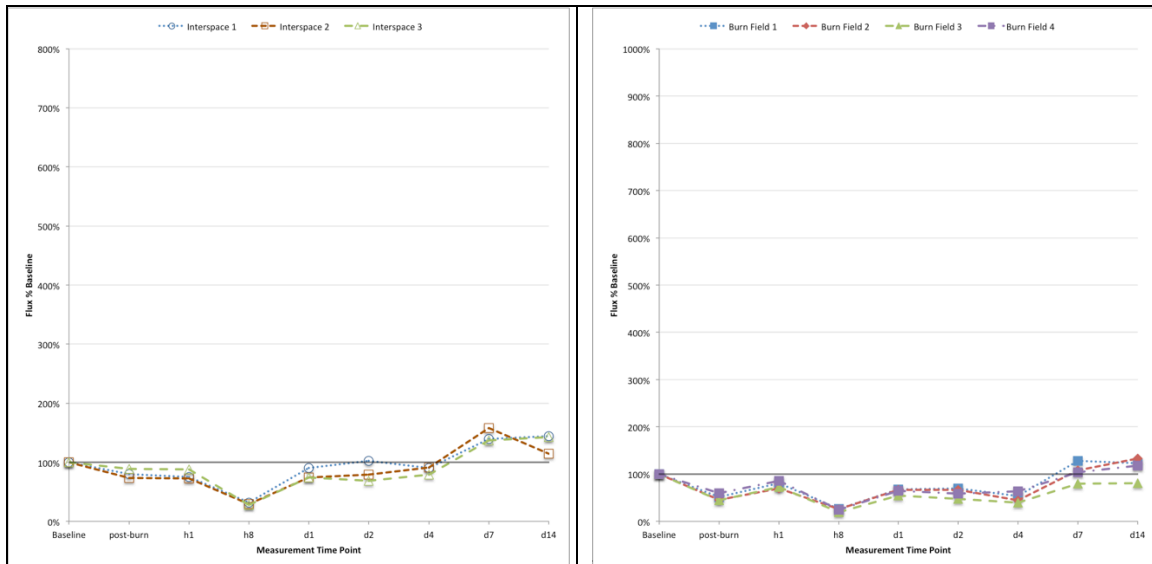 Interspace 1 Interspace 2 Interspace 3
800%
700%
600%
500%
400%
300%
200%
100%
0%
Flux % Baseline
Baseline post-burn h1 h8 d1 d2 d4 d7 d14
Measurement Time Point
Burn Field 1 Burn Field 2 Burn Field 3 Burn Field 4
1000%
900%
800%
700%
600%
500%
400%
300%
200%
100%
0%
Flux % Baseline
Baseline post-burn h1 h8 d1 d2 d4 d7 d14
Measurement Time Point